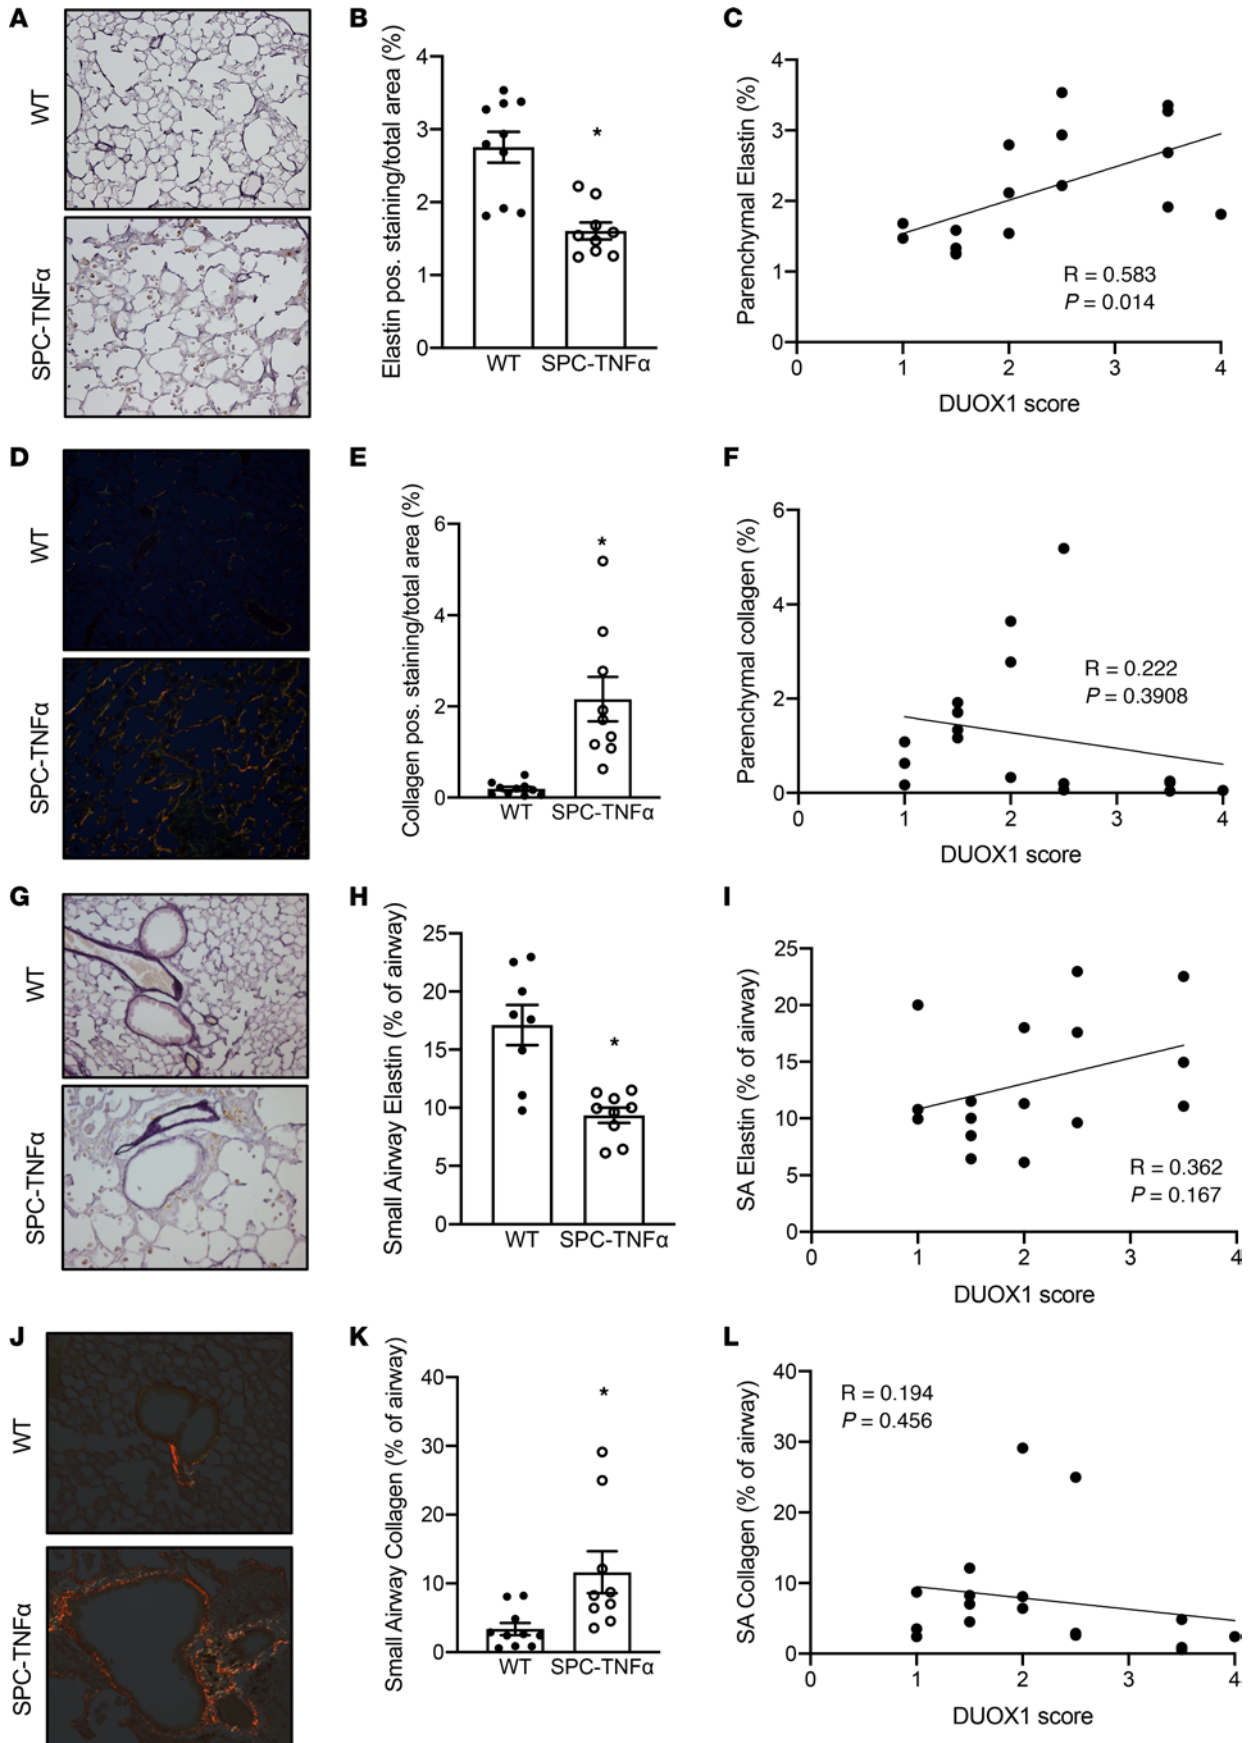 A
WT
SPC-TNFα
B
Elastin pos. staining/total area (%)
4
3
2
1
0
*
WT
SPC-TNFα
C
Parenchymal Elastin (%)
4
3
2
1
0
R = 0.583
P = 0.014
0
1
2
3
4
DUOX1 score
D
WT
SPC-TNFα
E
Collagen pos. staining/total area (%)
6
4
2
0
*
WT
SPC-TNFα
F
Parenchymal collagen (%)
6
4
2
0
R = 0.222
P = 0.3908
0
1
2
3
4
DUOX1 score
G
WT
SPC-TNFα
H
Small Airway Elastin (% of airway)
25
20
15
10
5
0
*
WT
SPC-TNFα
I
SA Elastin (% of airway)
25
20
15
10
5
0
R = 0.362
P = 0.167
0
1
2
3
4
DUOX1 score
J
WT
SPC-TNFα
K
Small Airway Collagen (% of airway)
40
30
20
10
0
*
WT
SPC-TNFα
L
SA Collagen (% of airway)
40
30
20
10
0
R = 0.194
P = 0.456
0
1
2
3
4
DUOX1 score